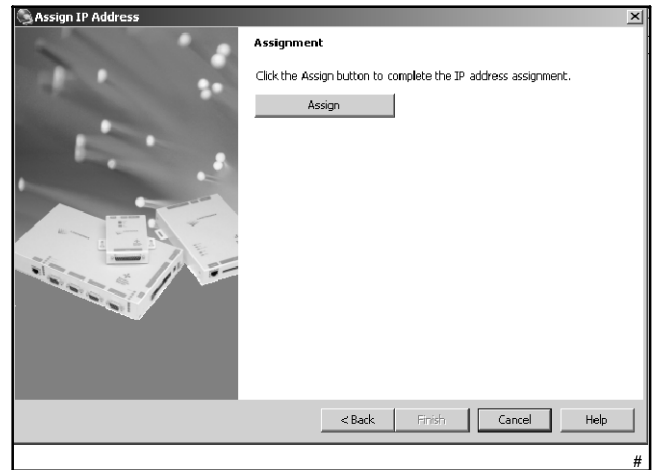 Assign IP Address
Assignment
Click the Assign button to complete the IP address assignment.
Assign
< Back
Finish
Cancel
Help
#